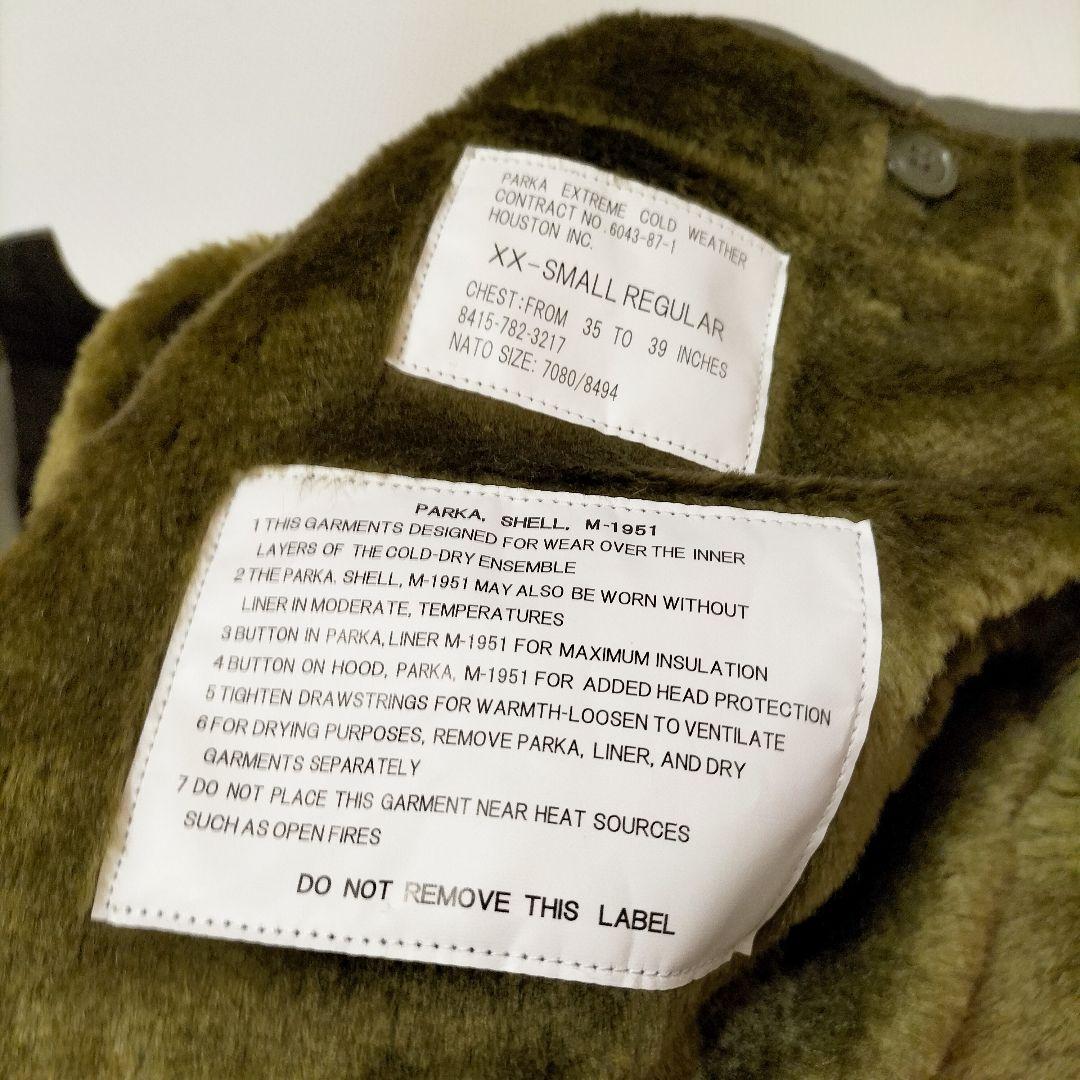 PARKA EXTREME COLD WEATHER
CONTRACT NO.6043-87-1
HOUSTON INC.
XX-SMALL REGULAR
CHEST:FROM 35 TO 39 INCHES
8415-782-3217
NATO SIZE: 7080/8494
PARKA, SHELL, M-1951
1 THIS GARMENTS DESIGNED FOR WEAR OVER THE INNER
LAYERS OF THE COLD-DRY ENSEMBLE
2 THE PARKA, SHELL, M-1951 MAY ALSO BE WORN WITHOUT
LINER IN MODERATE, TEMPERATURES
3 BUTTON IN PARKA, LINER M-1951 FOR MAXIMUM INSULATION
4 BUTTON ON HOOD, PARKA, M-1951 FOR ADDED HEAD PROTECTION
5 TIGHTEN DRAWSTRINGS FOR WARMTH-LOOSEN TO VENTILATE
6 FOR DRYING PURPOSES, REMOVE PARKA, LINER, AND DRY
GARMENTS SEPARATELY
7 DO NOT PLACE THIS GARMENT NEAR HEAT SOURCES
SUCH AS OPEN FIRES
DO NOT REMOVE THIS LABEL